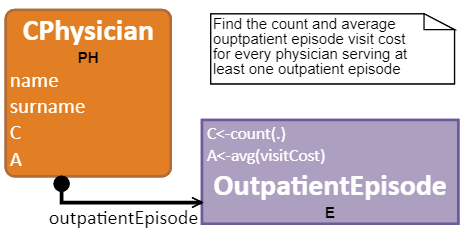 CPhysician
PH
name
surname
C
A
Find the count and average
ouptpatient episode visit cost
for every physician serving at
least one outpatient episode
C<-count(.)
A<-avg(visitCost)
OutpatientEpisode
E
outpatientEpisode